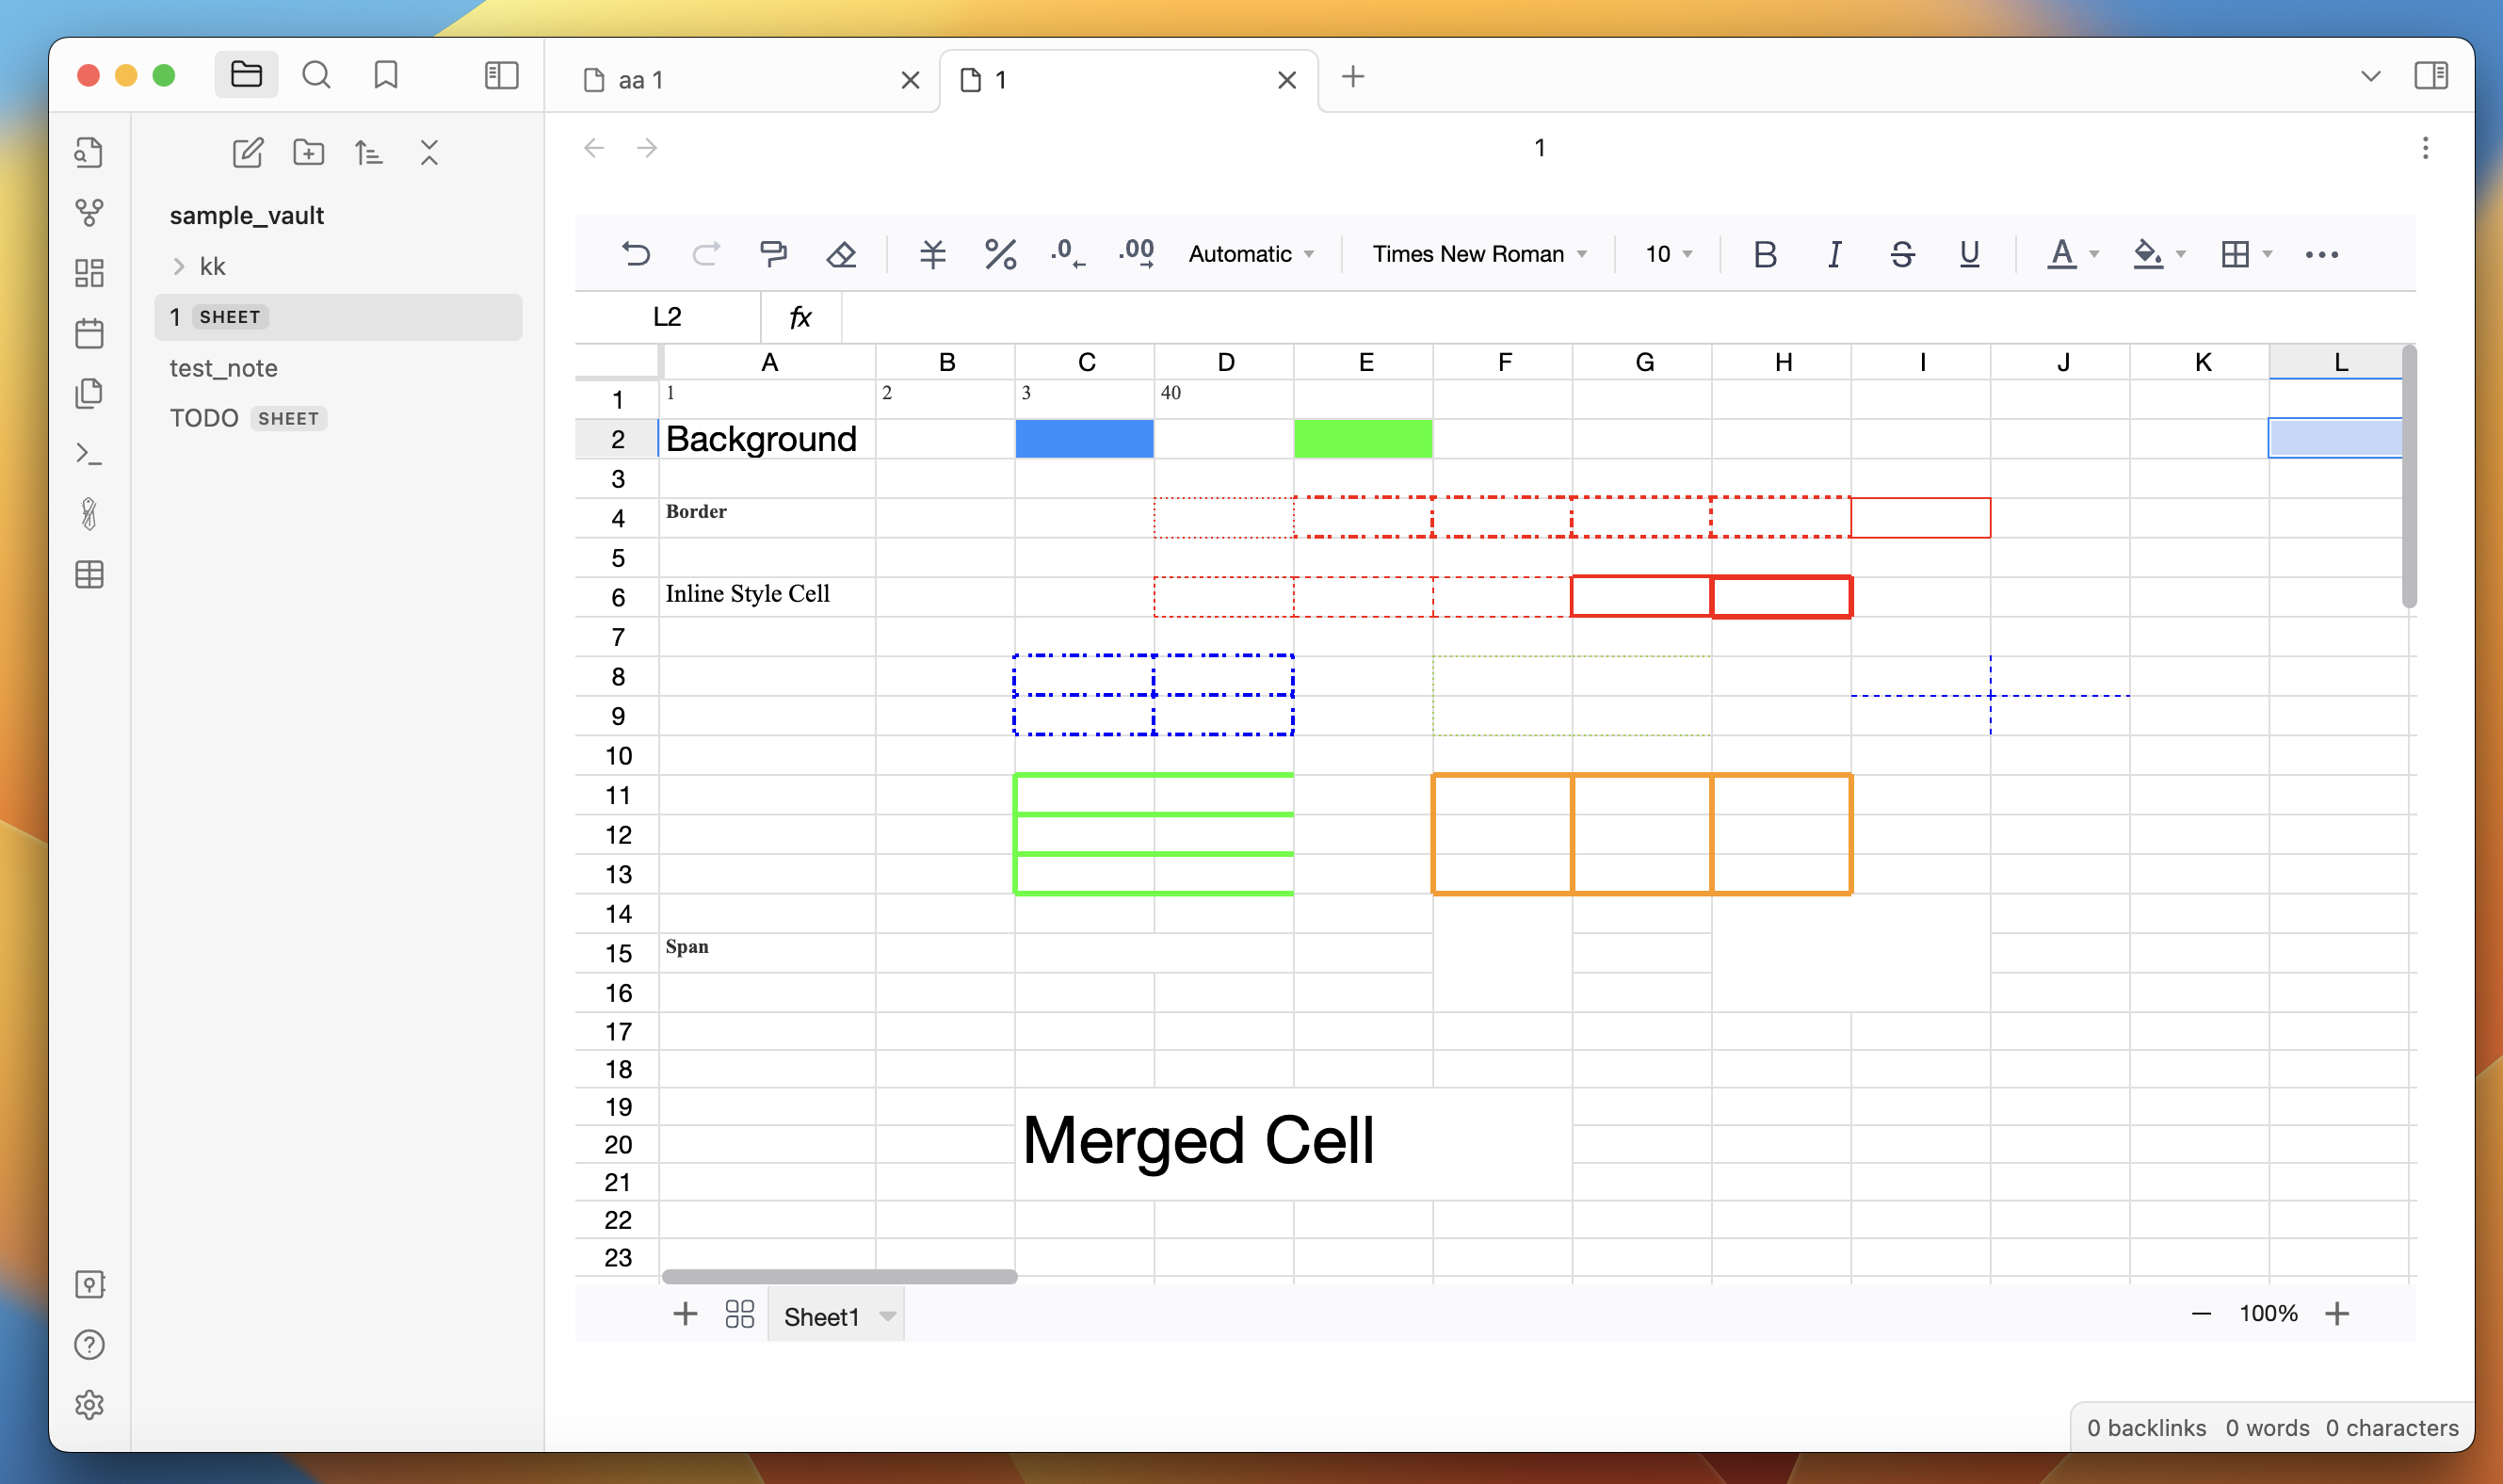 aa 1
1
sample_vault
kk
1 SHEET
test_note
TODO SHEET
1
¥ % .0 .00 Automatic Times New Roman 10 B I S U A
L2 fx
A B C D E F G H I J K L
1 1 2 3 40
2 Background
3
4 Border
5
6 Inline Style Cell
7
8
9
10
11
12
13
14
15 Span
16
17
18
19
20 Merged Cell
21
22
23
Sheet1 100%
0 backlinks 0 words 0 characters